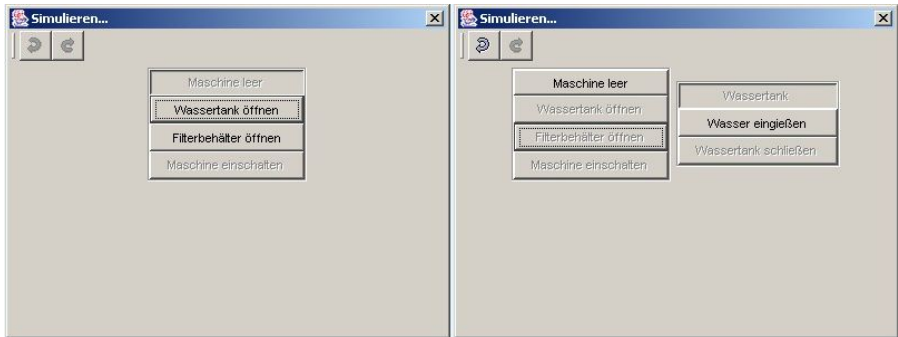 Simulieren...
Maschine leer
Wassertank öffnen
Filterbehälter öffnen
Maschine einschalten
Simulieren...
Maschine leer
Wassertank öffnen
Filterbehälter öffnen
Maschine einschalten
Wassertank
Wasser eingießen
Wassertank schließen